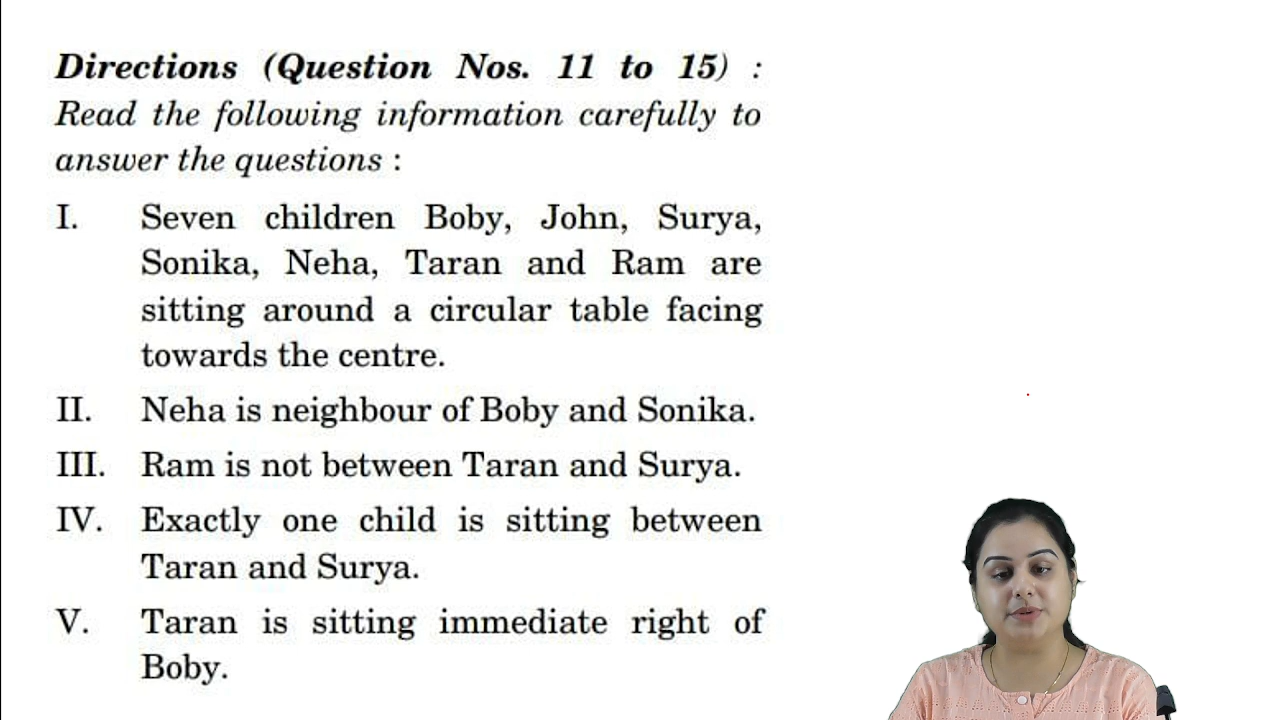 Directions (Question Nos. 11 to 15) :
Read the following information carefully to
answer the questions :
I. Seven children Boby, John, Surya,
Sonika, Neha, Taran and Ram are
sitting around a circular table facing
towards the centre.
II. Neha is neighbour of Boby and Sonika.
III. Ram is not between Taran and Surya.
IV. Exactly one child is sitting between
Taran and Surya.
V. Taran is sitting immediate right of
Boby.